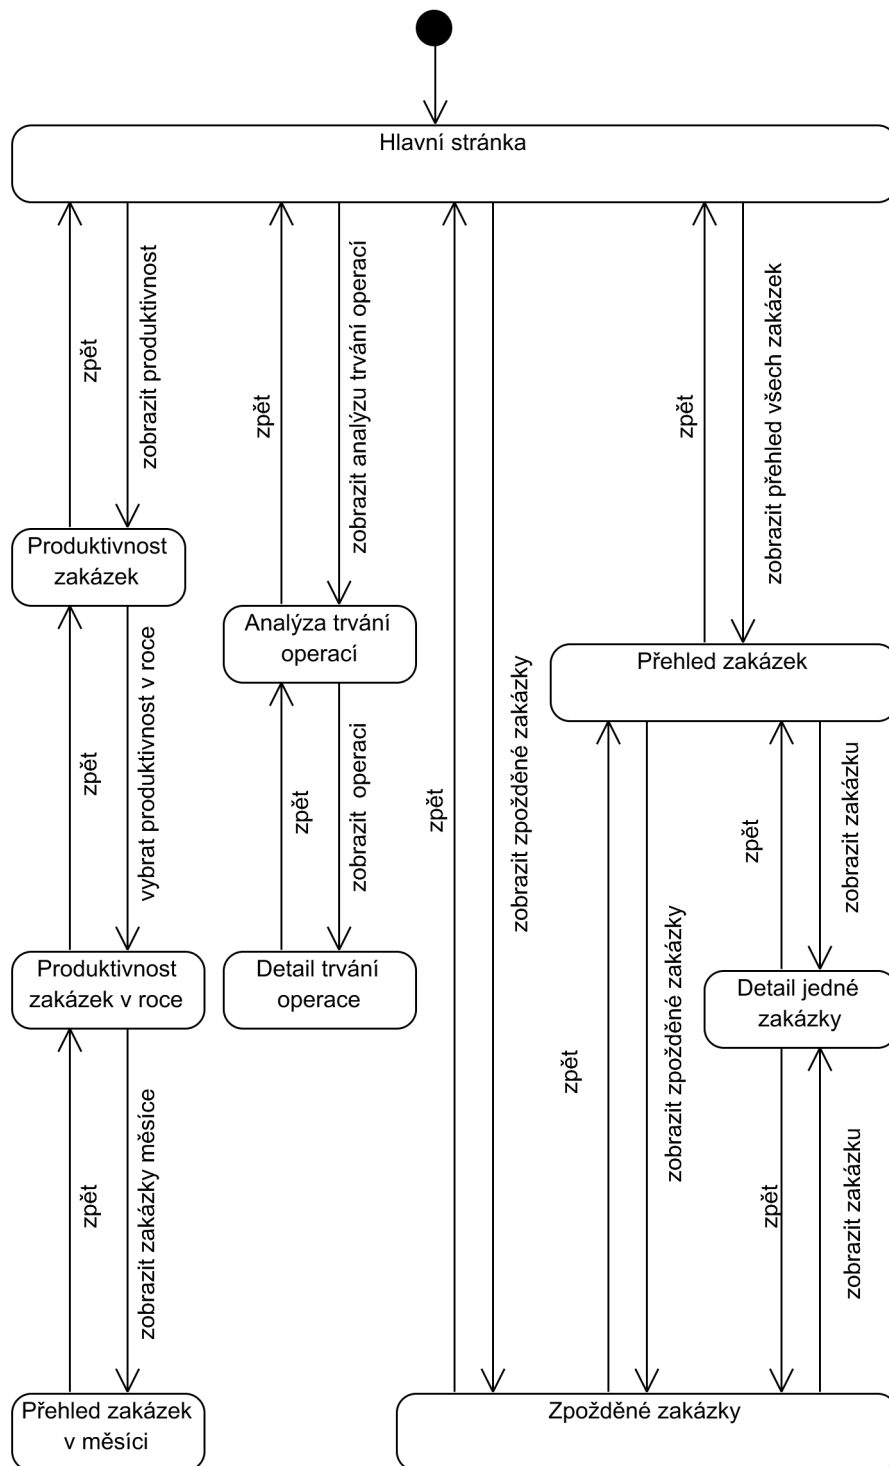 Hlavní stránka
zpět
zobrazit produktivnost
zpět
zobrazit analýzu trvání operací
zpět
zobrazit přehled všech zakázek
Produktivnost
zakázek
Analýza trvání
operací
Přehled zakázek
zpět
vybrat produktivnost v roce
zpět
zobrazit operaci
zpět
zobrazit zpožděné zakázky
zpět
zobrazit zakázku
Produktivnost
zakázek v roce
Detail trvání
operace
Detail jedné
zakázky
zpět
zobrazit zakázky měsíce
zpět
zobrazit zpožděné zakázky
zpět
zobrazit zakázku
Přehled zakázek
v měsíci
Zpožděné zakázky